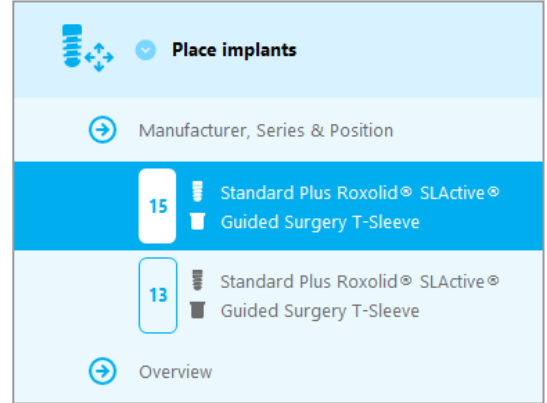 Place implants
Manufacturer, Series & Position
15
Standard Plus Roxolid® SLActive®
Guided Surgery T-Sleeve
13
Standard Plus Roxolid® SLActive®
Guided Surgery T-Sleeve
Overview